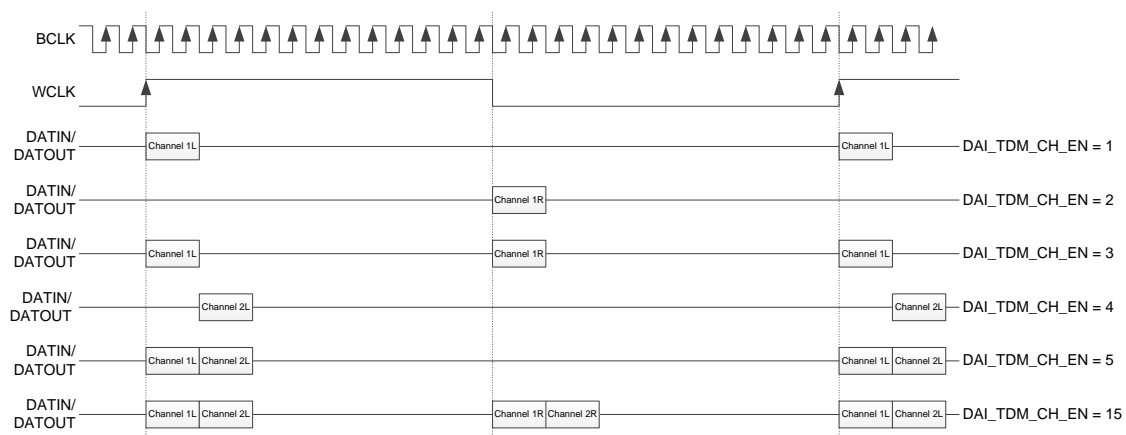 BCLK
WCLK
DATIN/
DATOUT
Channel 1L
Channel 1L
DAI_TDM_CH_EN = 1
DATIN/
DATOUT
Channel 1R
DAI_TDM_CH_EN = 2
DATIN/
DATOUT
Channel 1L
Channel 1R
Channel 1L
DAI_TDM_CH_EN = 3
DATIN/
DATOUT
Channel 2L
Channel 2L
DAI_TDM_CH_EN = 4
DATIN/
DATOUT
Channel 1L
Channel 2L
Channel 1L
Channel 2L
DAI_TDM_CH_EN = 5
DATIN/
DATOUT
Channel 1L
Channel 2L
Channel 1R
Channel 2R
Channel 1L
Channel 2L
DAI_TDM_CH_EN = 15